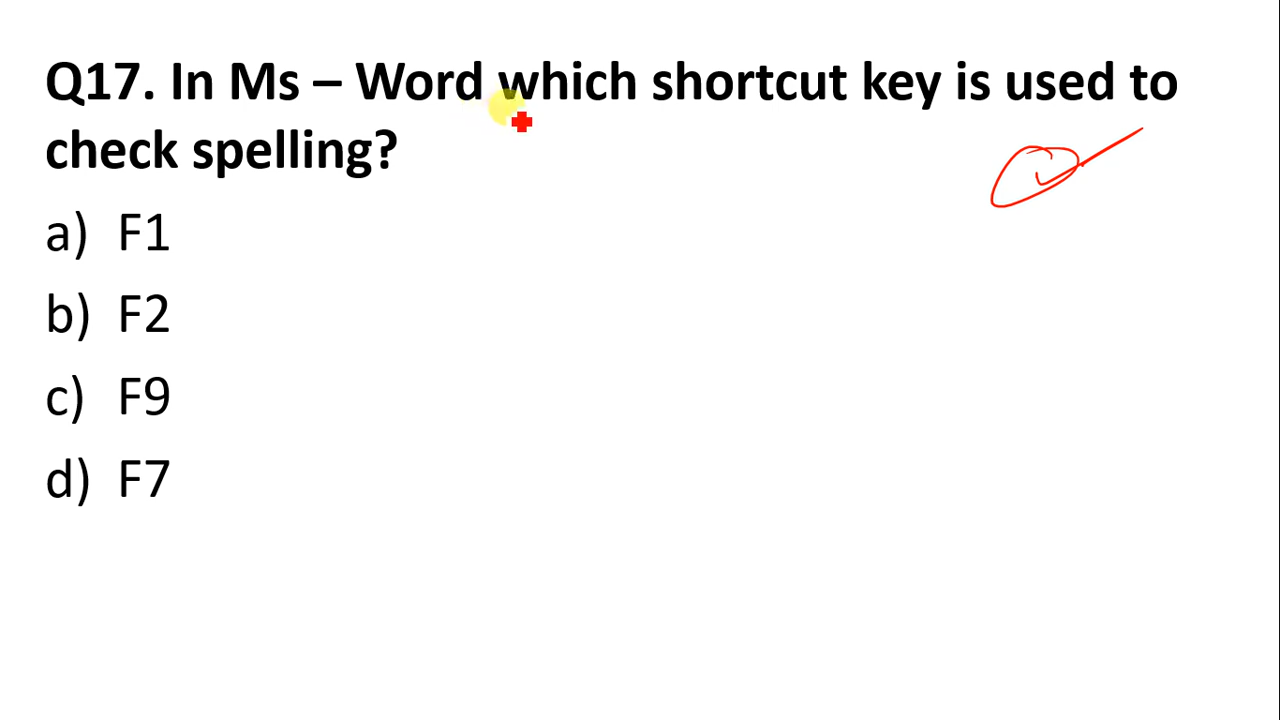 Q17. In Ms – Word which shortcut key is used to
check spelling?
a) F1
b) F2
c) F9
d) F7